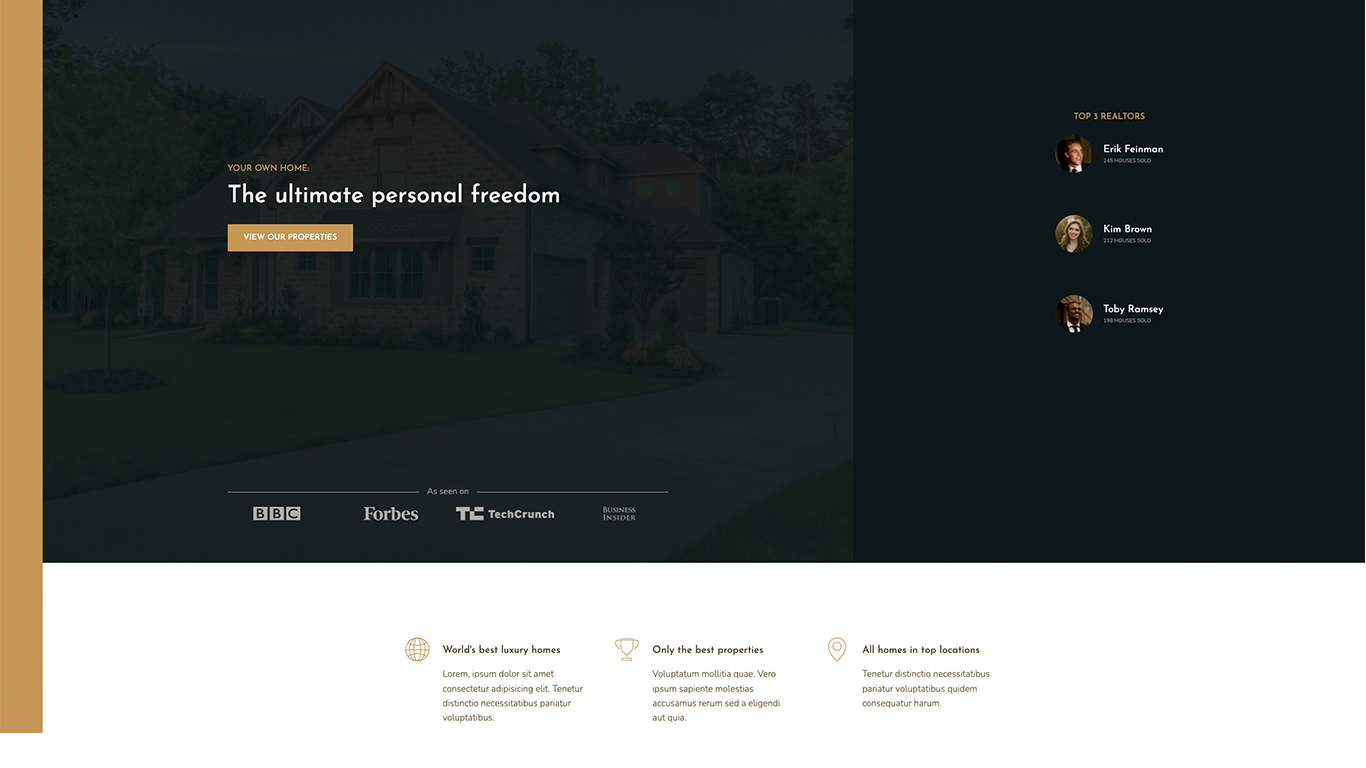 YOUR OWN HOME:
The ultimate personal freedom
VIEW OUR PROPERTIES
As seen on
BBC
Forbes
TC TechCrunch
BUSINESS
INSIDER
TOP 3 REALTORS
Erik Feinman
245 HOUSES SOLD
Kim Brown
212 HOUSES SOLD
Toby Ramsey
198 HOUSES SOLD
World's best luxury homes
Lorem, ipsum dolor sit amet
consectetur adipisicing elit. Tenetur
distinctio necessitatibus pariatur
voluptatibus.
Only the best properties
Voluptatum mollitia quae. Vero
ipsum sapiente molestias
accusamus rerum sed a eligendi
aut quia.
All homes in top locations
Tenetur distinctio necessitatibus
pariatur voluptatibus quidem
consequatur harum.